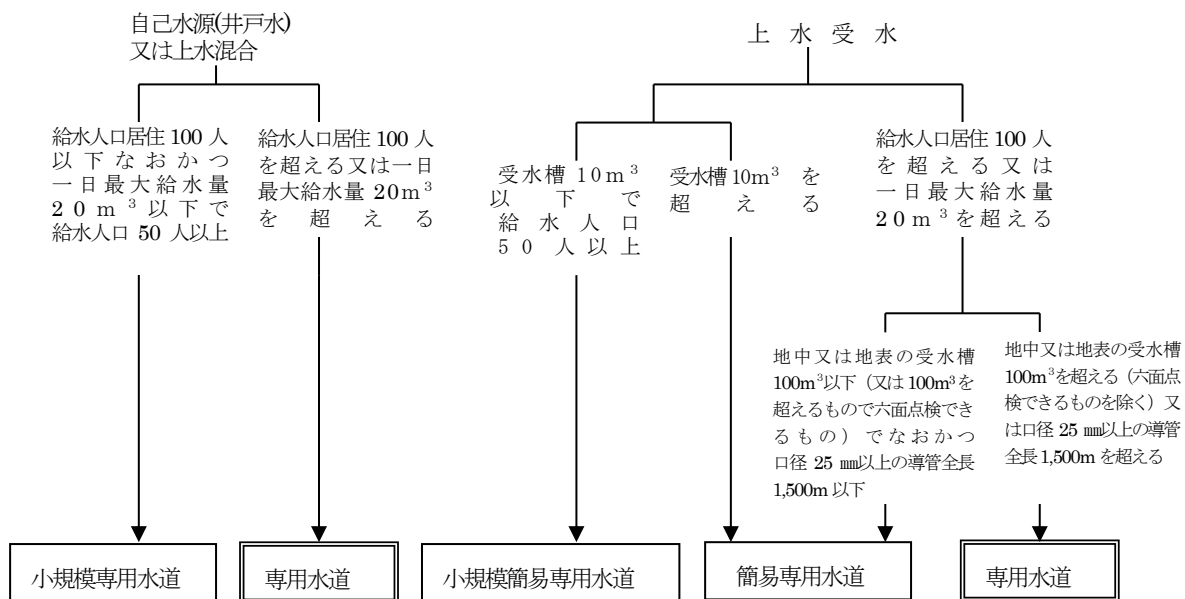 自己水源(井戸水)
又は上水混合
上水受水
給水人口居住 100 人
以下なおかつ
一日最大給水量
20m³以下で
給水人口 50 人以上
給水人口居住 100 人
を超える又は一日
最大給水量 20m³
を超える
受水槽 10m³
以下で
給水人口
50 人以上
受水槽 10m³ を
超える
給水人口居住 100 人
を超える又は
一日最大給水量
20m³を超える
地中又は地表の受水槽
100m³以下（又は 100m³を
超えるもので六面点検でき
るもの）でなおかつ
口径 25 ㎜以上の導管全長
1,500m 以下
地中又は地表の受水槽
100m³を超える（六面点
検できるものを除く）又
は口径 25 ㎜以上の導管
全長 1,500m を超える
小規模専用水道
専用水道
小規模簡易専用水道
簡易専用水道
専用水道